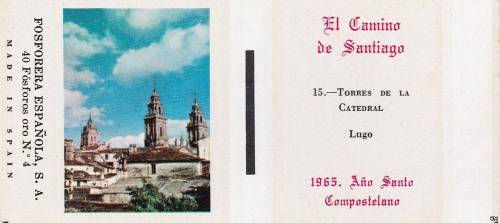 FOSFORERA ESPAÑOLA, S. A.
40 Fósforos oro N.º 4
MADE IN SPAIN
El Camino
de Santiago
15.—TORRES DE LA
CATEDRAL
Lugo
1965. Año Santo
Compostelano